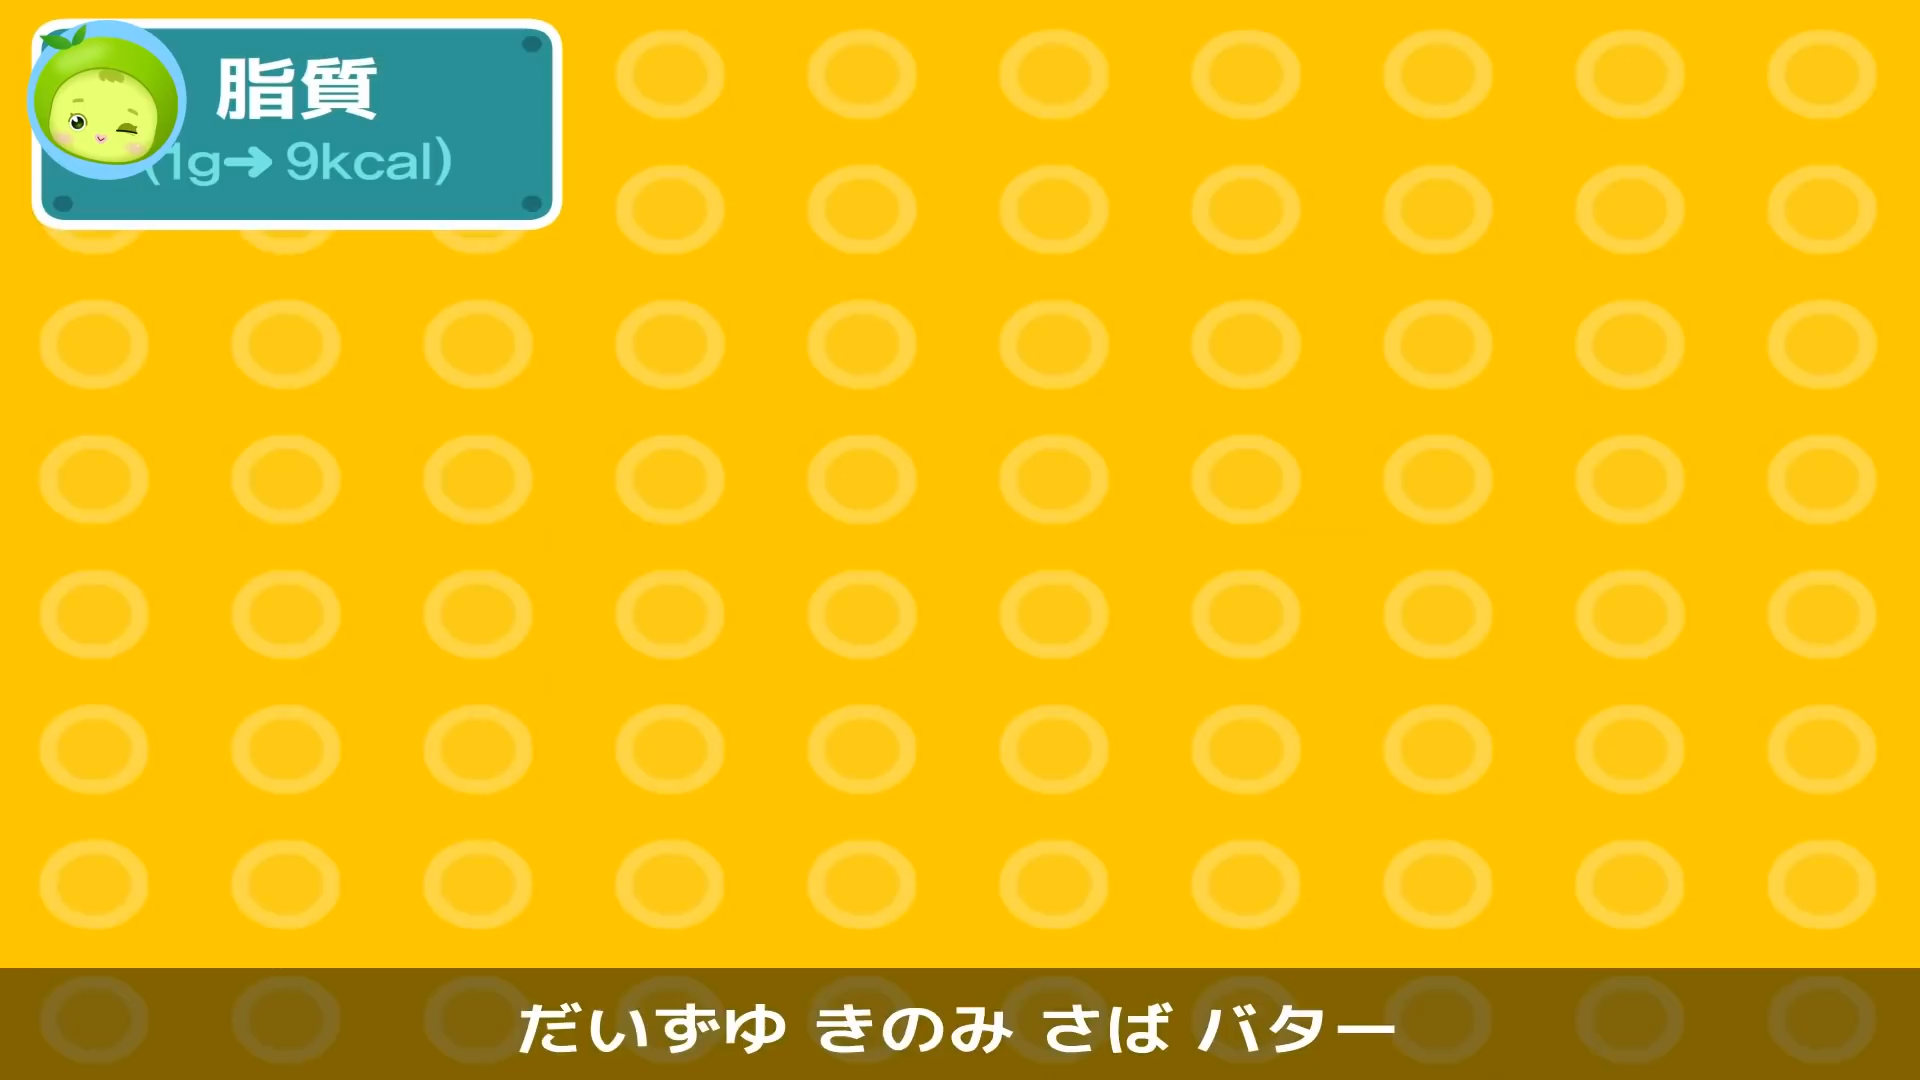 脂質
(1g→9kcal)
だいずゆ きのみ さば バター